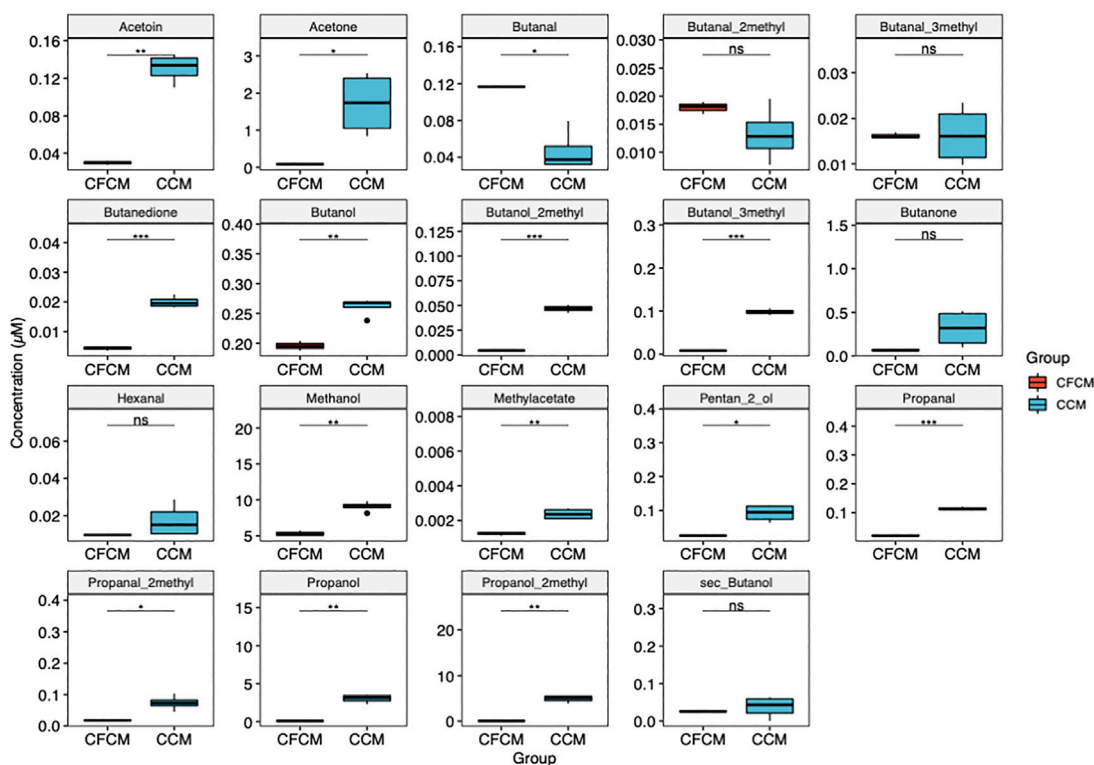 Acetoin Acetone Butanal Butanal_2methyl Butanal_3methyl
** * * ns ns
0.16 0.12 0.04
3 2 1 0
0.16 0.12 0.08 0.04
0.030 0.025 0.020 0.015 0.010
0.03 0.02 0.01
CFCM CCM CFCM CCM CFCM CCM CFCM CCM CFCM CCM
Butanedione Butanol Butanol_2methyl Butanol_3methyl Butanone
*** ** *** *** ns
0.04 0.02 0.01
0.40 0.35 0.30 0.25 0.20
0.125 0.100 0.075 0.050 0.025 0.000
0.3 0.2 0.1 0.0
1.5 1.0 0.5 0.0
CFCM CCM CFCM CCM CFCM CCM CFCM CCM CFCM CCM
Concentration (µM)
Group
CFCM
CCM
Hexanal Methanol Methylacetate Pentan_2_ol Propanal
ns ** ** * ***
0.06 0.04 0.02
20 15 10 5
0.008 0.006 0.004 0.002
0.4 0.3 0.2 0.1
0.4 0.3 0.2 0.1
CFCM CCM CFCM CCM CFCM CCM CFCM CCM CFCM CCM
Propanal_2methyl Propanol Propanol_2methyl sec_Butanol
* ** ** ns
0.4 0.3 0.2 0.1 0.0
15 10 5 0
20 10 0
0.3 0.2 0.1 0.0
CFCM CCM CFCM CCM CFCM CCM CFCM CCM
Group